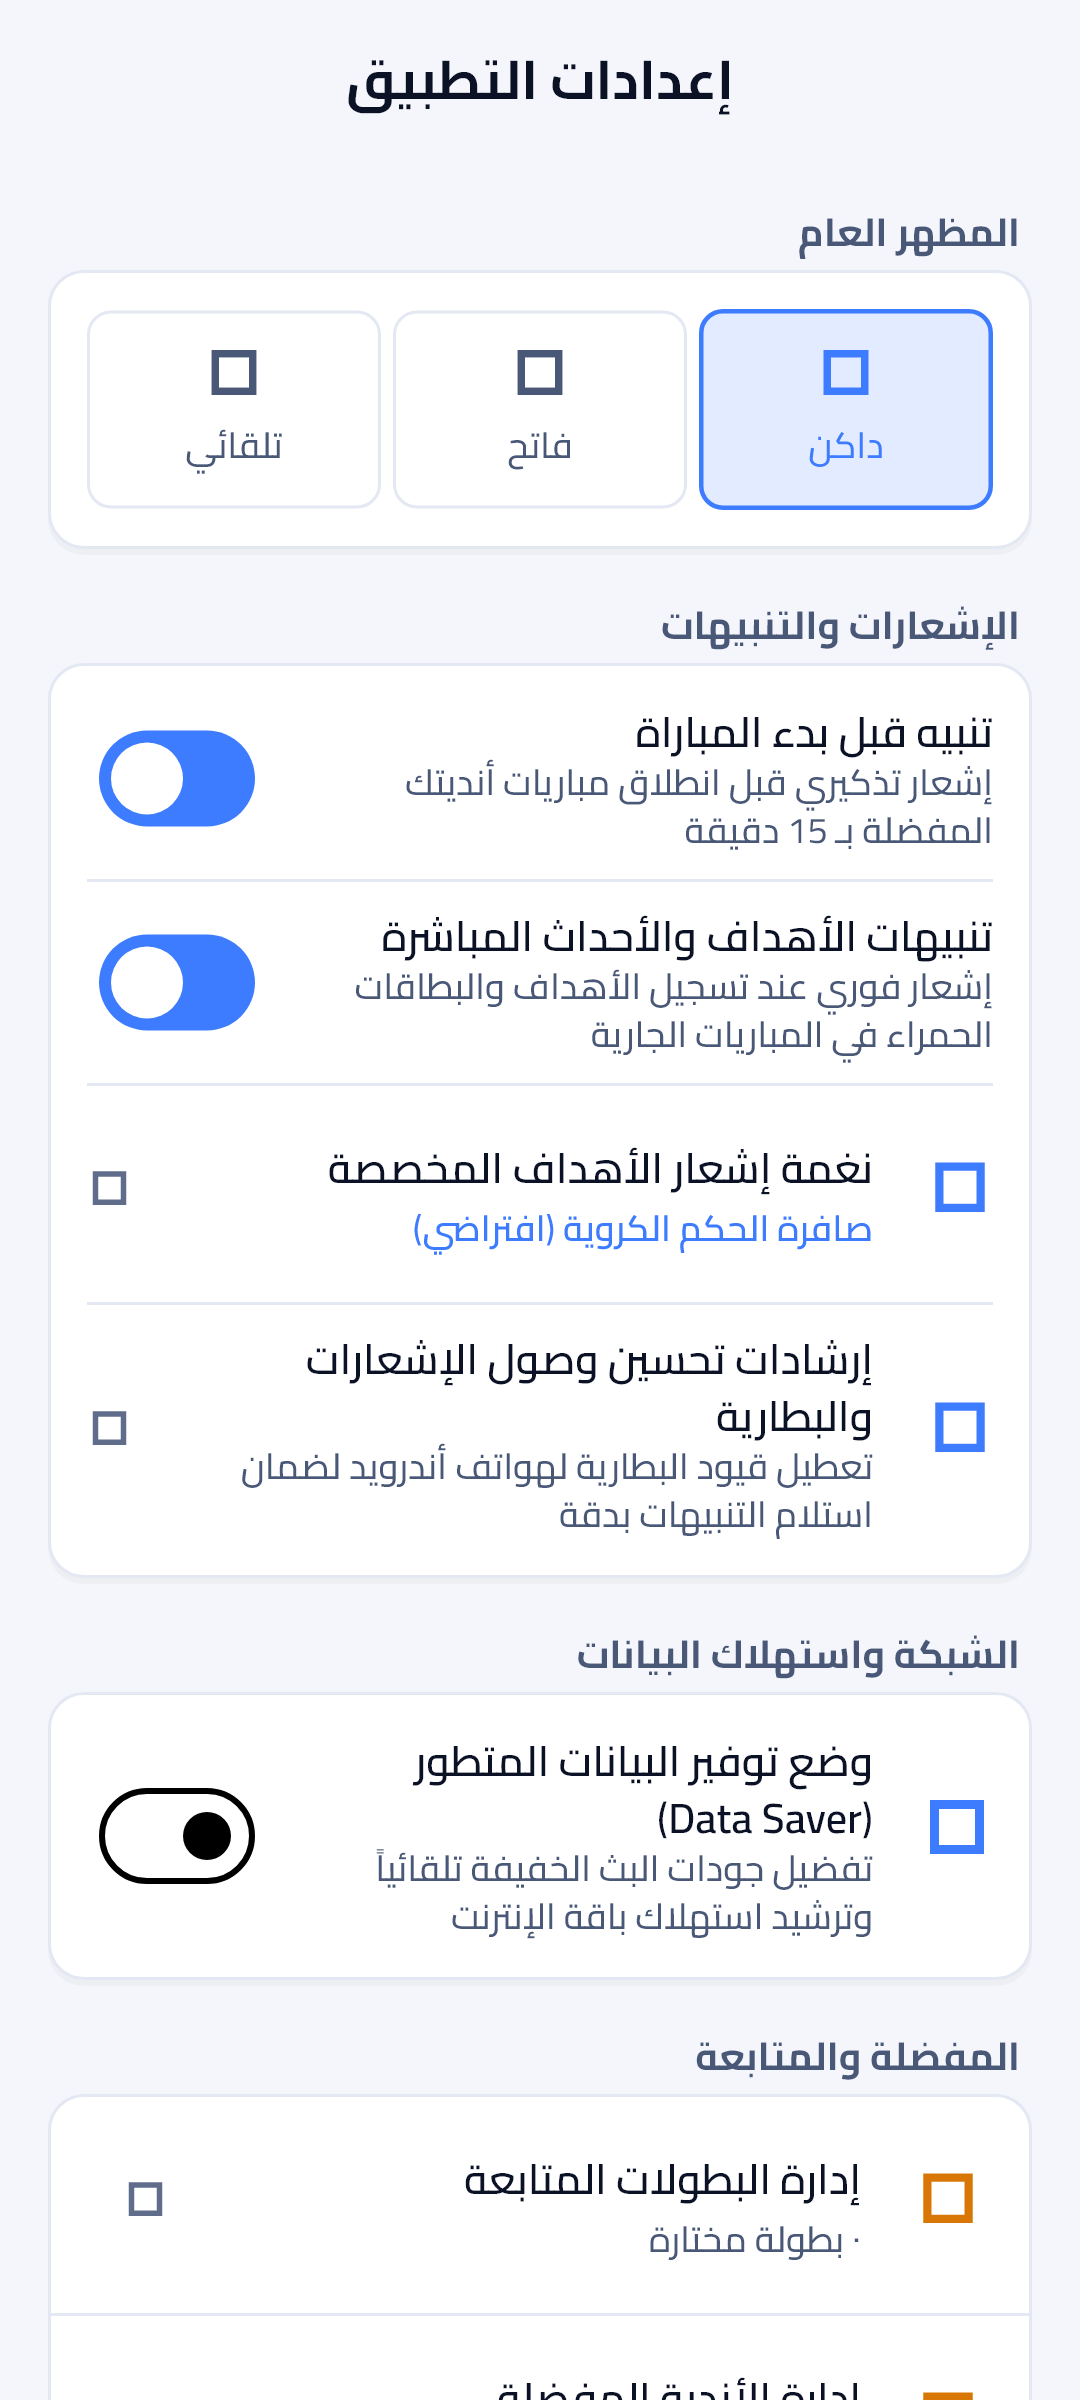 إعدادات التطبيق
المظهر العام
داكن
فاتح
تلقائي
الإشعارات والتنبيهات
تنبيه قبل بدء المباراة
إشعار تذكيري قبل انطلاق مباريات أنديتك
المفضلة بـ 15 دقيقة
تنبيهات الأهداف والأحداث المباشرة
إشعار فوري عند تسجيل الأهداف والبطاقات
الحمراء في المباريات الجارية
نغمة إشعار الأهداف المخصصة
صافرة الحكم الكروية (افتراضي)
إرشادات تحسين وصول الإشعارات
والبطارية
تعطيل قيود البطارية لهواتف أندرويد لضمان
استلام التنبيهات بدقة
الشبكة واستهلاك البيانات
وضع توفير البيانات المتطور
(Data Saver)
تفضيل جودات البث الخفيفة تلقائياً
وترشيد استهلاك باقة الإنترنت
المفضلة والمتابعة
إدارة البطولات المتابعة
٠ بطولة مختارة
إدارة الأندية المفضلة